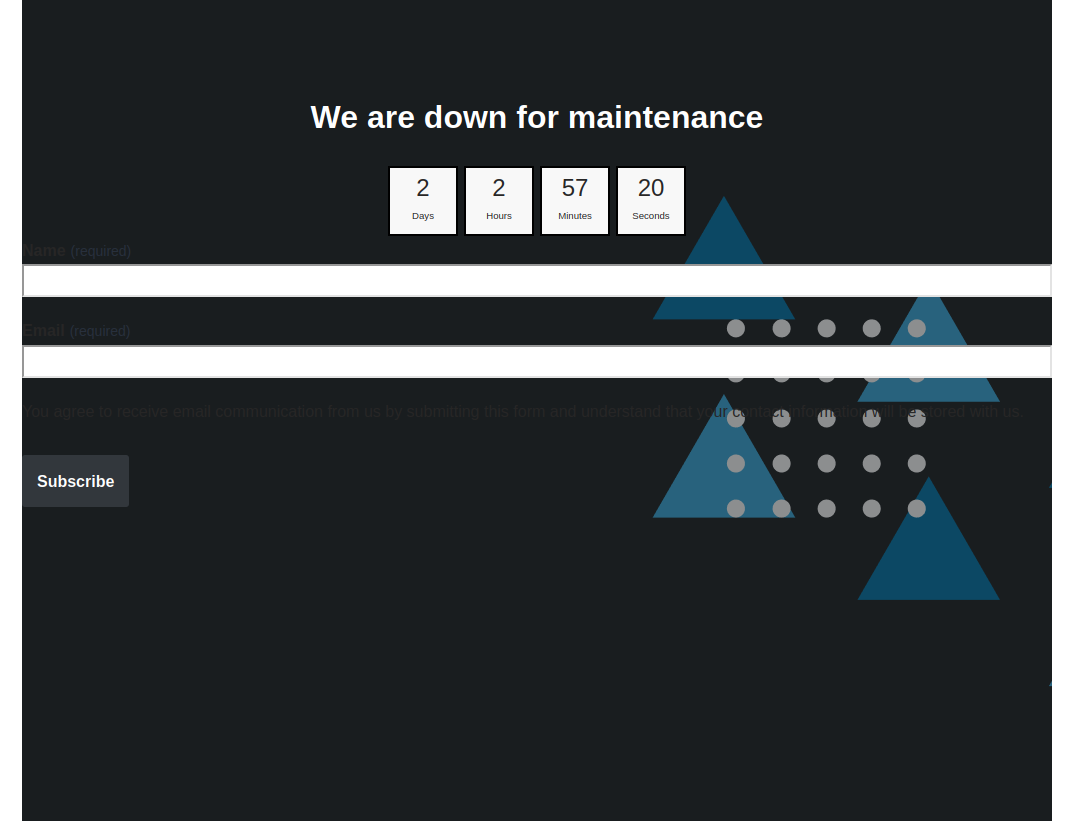 We are down for maintenance
2 2 57 20
Days Hours Minutes Seconds
Name (required)
Email (required)
You agree to receive email communication from us by submitting this form and understand that your contact information will be stored with us.
Subscribe